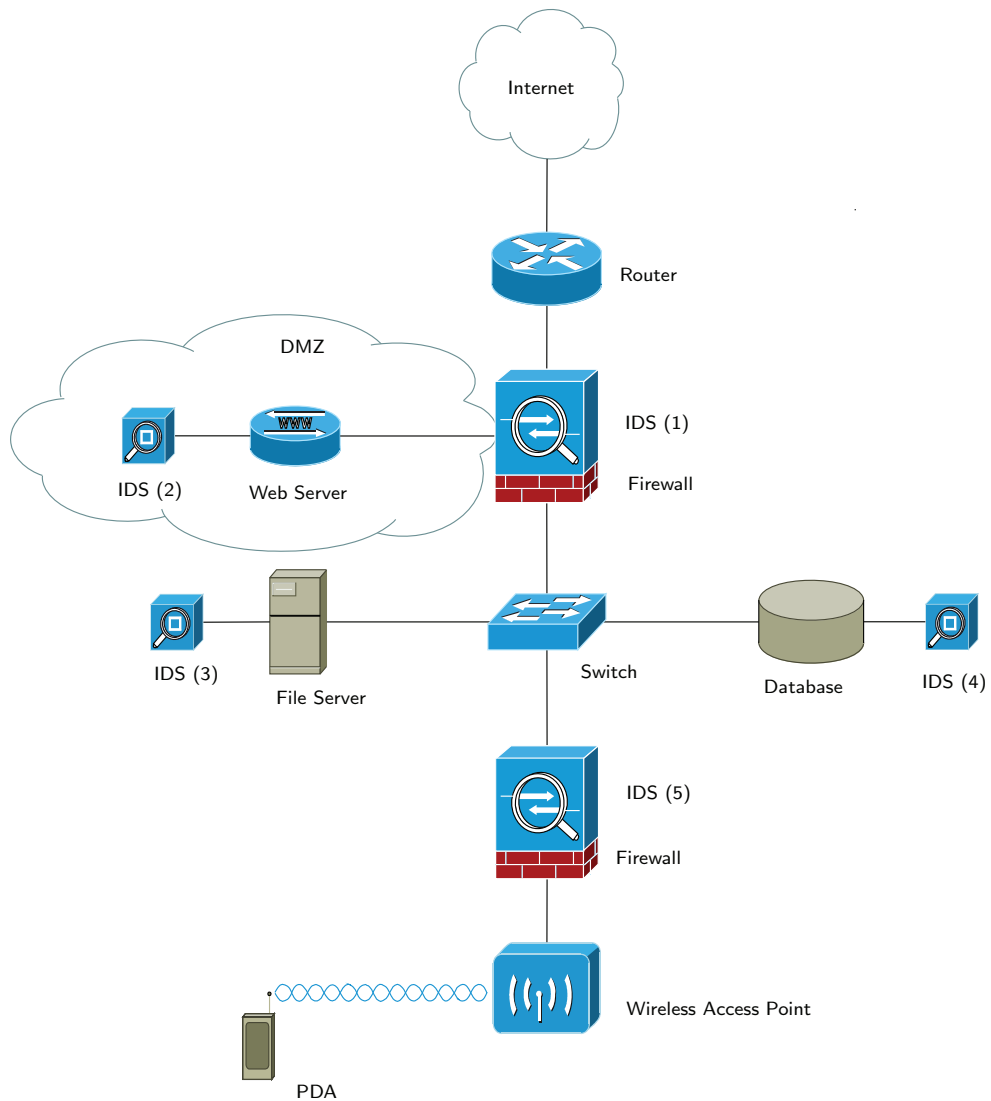 Internet
Router
DMZ
WWW
IDS (1)
IDS (2)
Web Server
Firewall
IDS (3)
File Server
Switch
Database
IDS (4)
IDS (5)
Firewall
Wireless Access Point
PDA